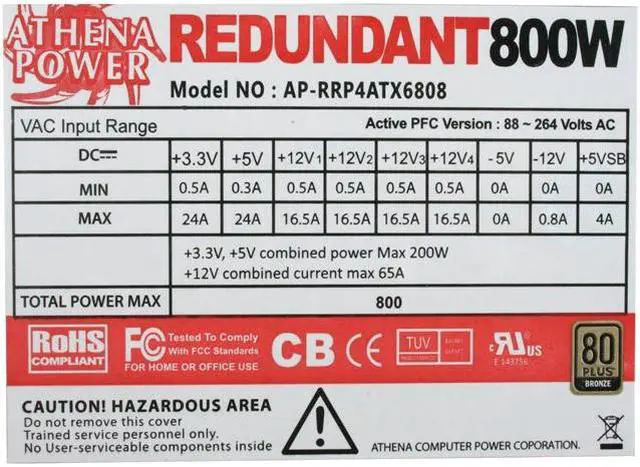 ATHENA POWER
REDUNDANT 800W
Model NO : AP-RRP4ATX6808
VAC Input Range Active PFC Version : 88 ~ 264 Volts AC
DC +3.3V +5V +12V1 +12V2 +12V3 +12V4 -5V -12V +5VSB
MIN 0.5A 0.3A 0.5A 0.5A 0.5A 0.5A 0A 0A 0A
MAX 24A 24A 16.5A 16.5A 16.5A 16.5A 0A 0.8A 4A
+3.3V, +5V combined power Max 200W
+12V combined current max 65A
TOTAL POWER MAX 800
RoHS
COMPLIANT
FC
Tested To Comply
With FCC Standards
FOR HOME OR OFFICE USE
CB
CE
TUV
c RU US
E 143756
80
PLUS
BRONZE
CAUTION! HAZARDOUS AREA
Do not remove this cover
Trained service personnel only.
No User-serviceable components inside
ATHENA COMPUTER POWER COPORATION.